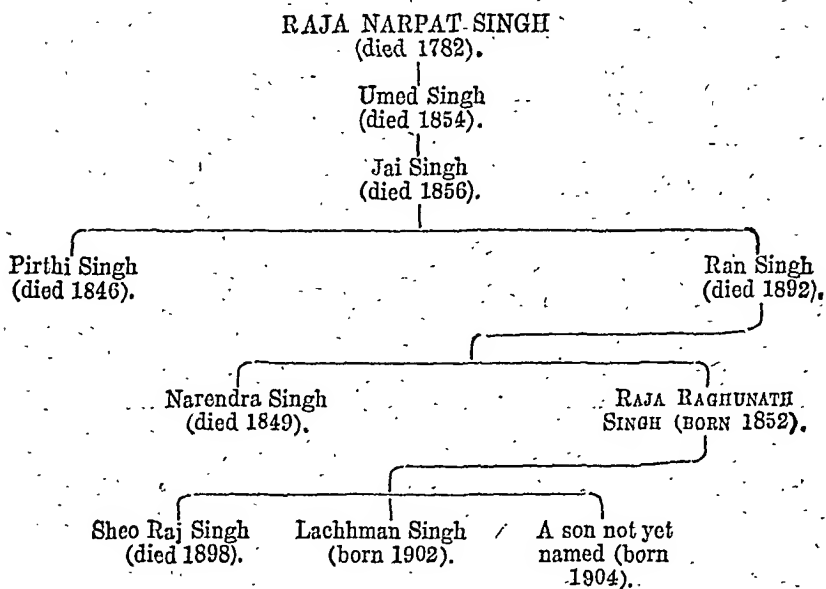 RAJA NARPAT SINGH
(died 1782).
Umed Singh
(died 1854).
Jai Singh
(died 1856).
Pirthi Singh
(died 1846).
Ran Singh
(died 1892).
Narendra Singh
(died 1849).
RAJA RAGHUNATH
SINGH (BORN 1852).
Sheo Raj Singh
(died 1898).
Lachhman Singh
(born 1902).
A son not yet
named (born
1904).